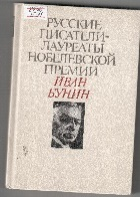 РУССКИЕ
ПИСАТЕЛИ-
ЛАУРЕАТЫ
НОБЕЛЕВСКОЙ
ПРЕМИИ
ИВАН
БУНИН